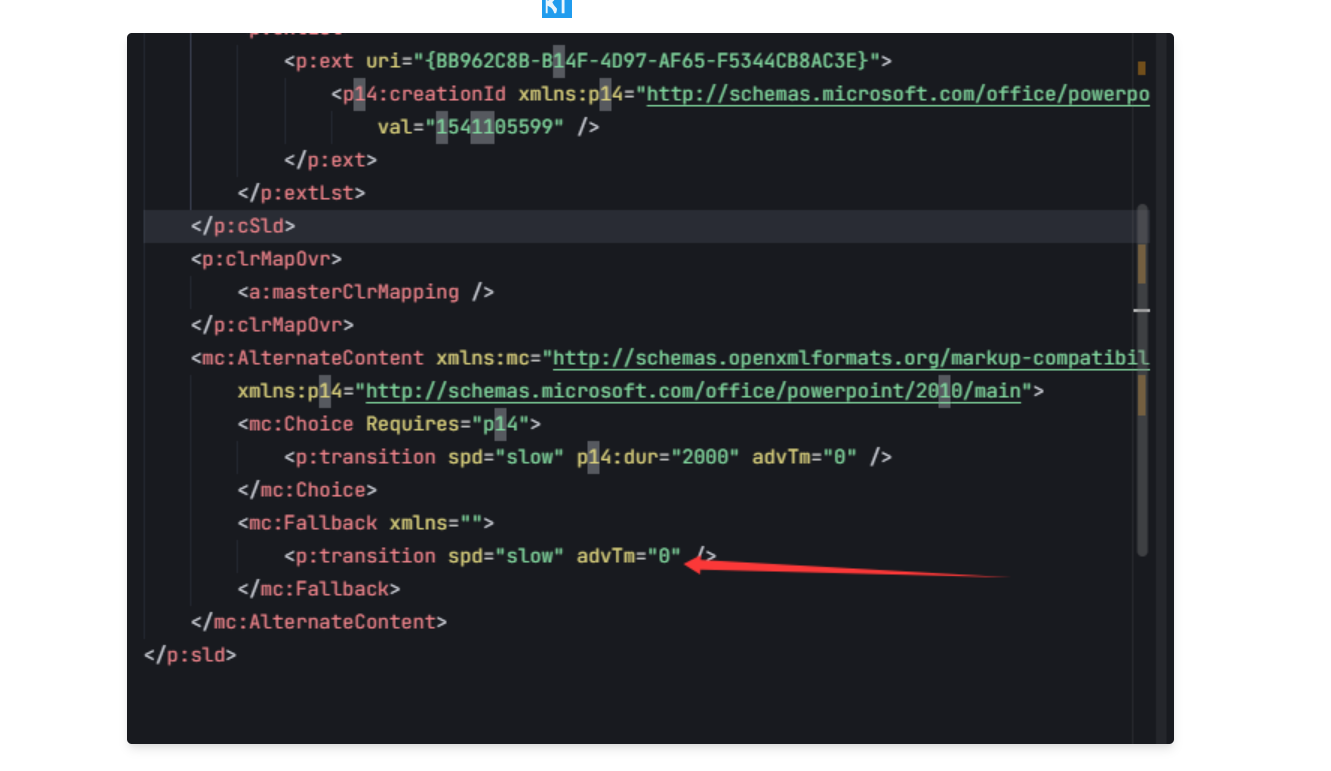 RT
<p:ext uri="{BB962C8B-B14F-4D97-AF65-F5344CB8AC3E}">
<p14:creationId xmlns:p14="http://schemas.microsoft.com/office/powerpo
val="1541105599" />
</p:ext>
</p:extLst>
</p:cSld>
<p:clrMapOvr>
<a:masterClrMapping />
</p:clrMapOvr>
<mc:AlternateContent xmlns:mc="http://schemas.openxmlformats.org/markup-compatibil
xmlns:p14="http://schemas.microsoft.com/office/powerpoint/2010/main">
<mc:Choice Requires="p14">
<p:transition spd="slow" p14:dur="2000" advTm="0" />
</mc:Choice>
<mc:Fallback xmlns="">
<p:transition spd="slow" advTm="0" />
</mc:Fallback>
</mc:AlternateContent>
</p:sld>